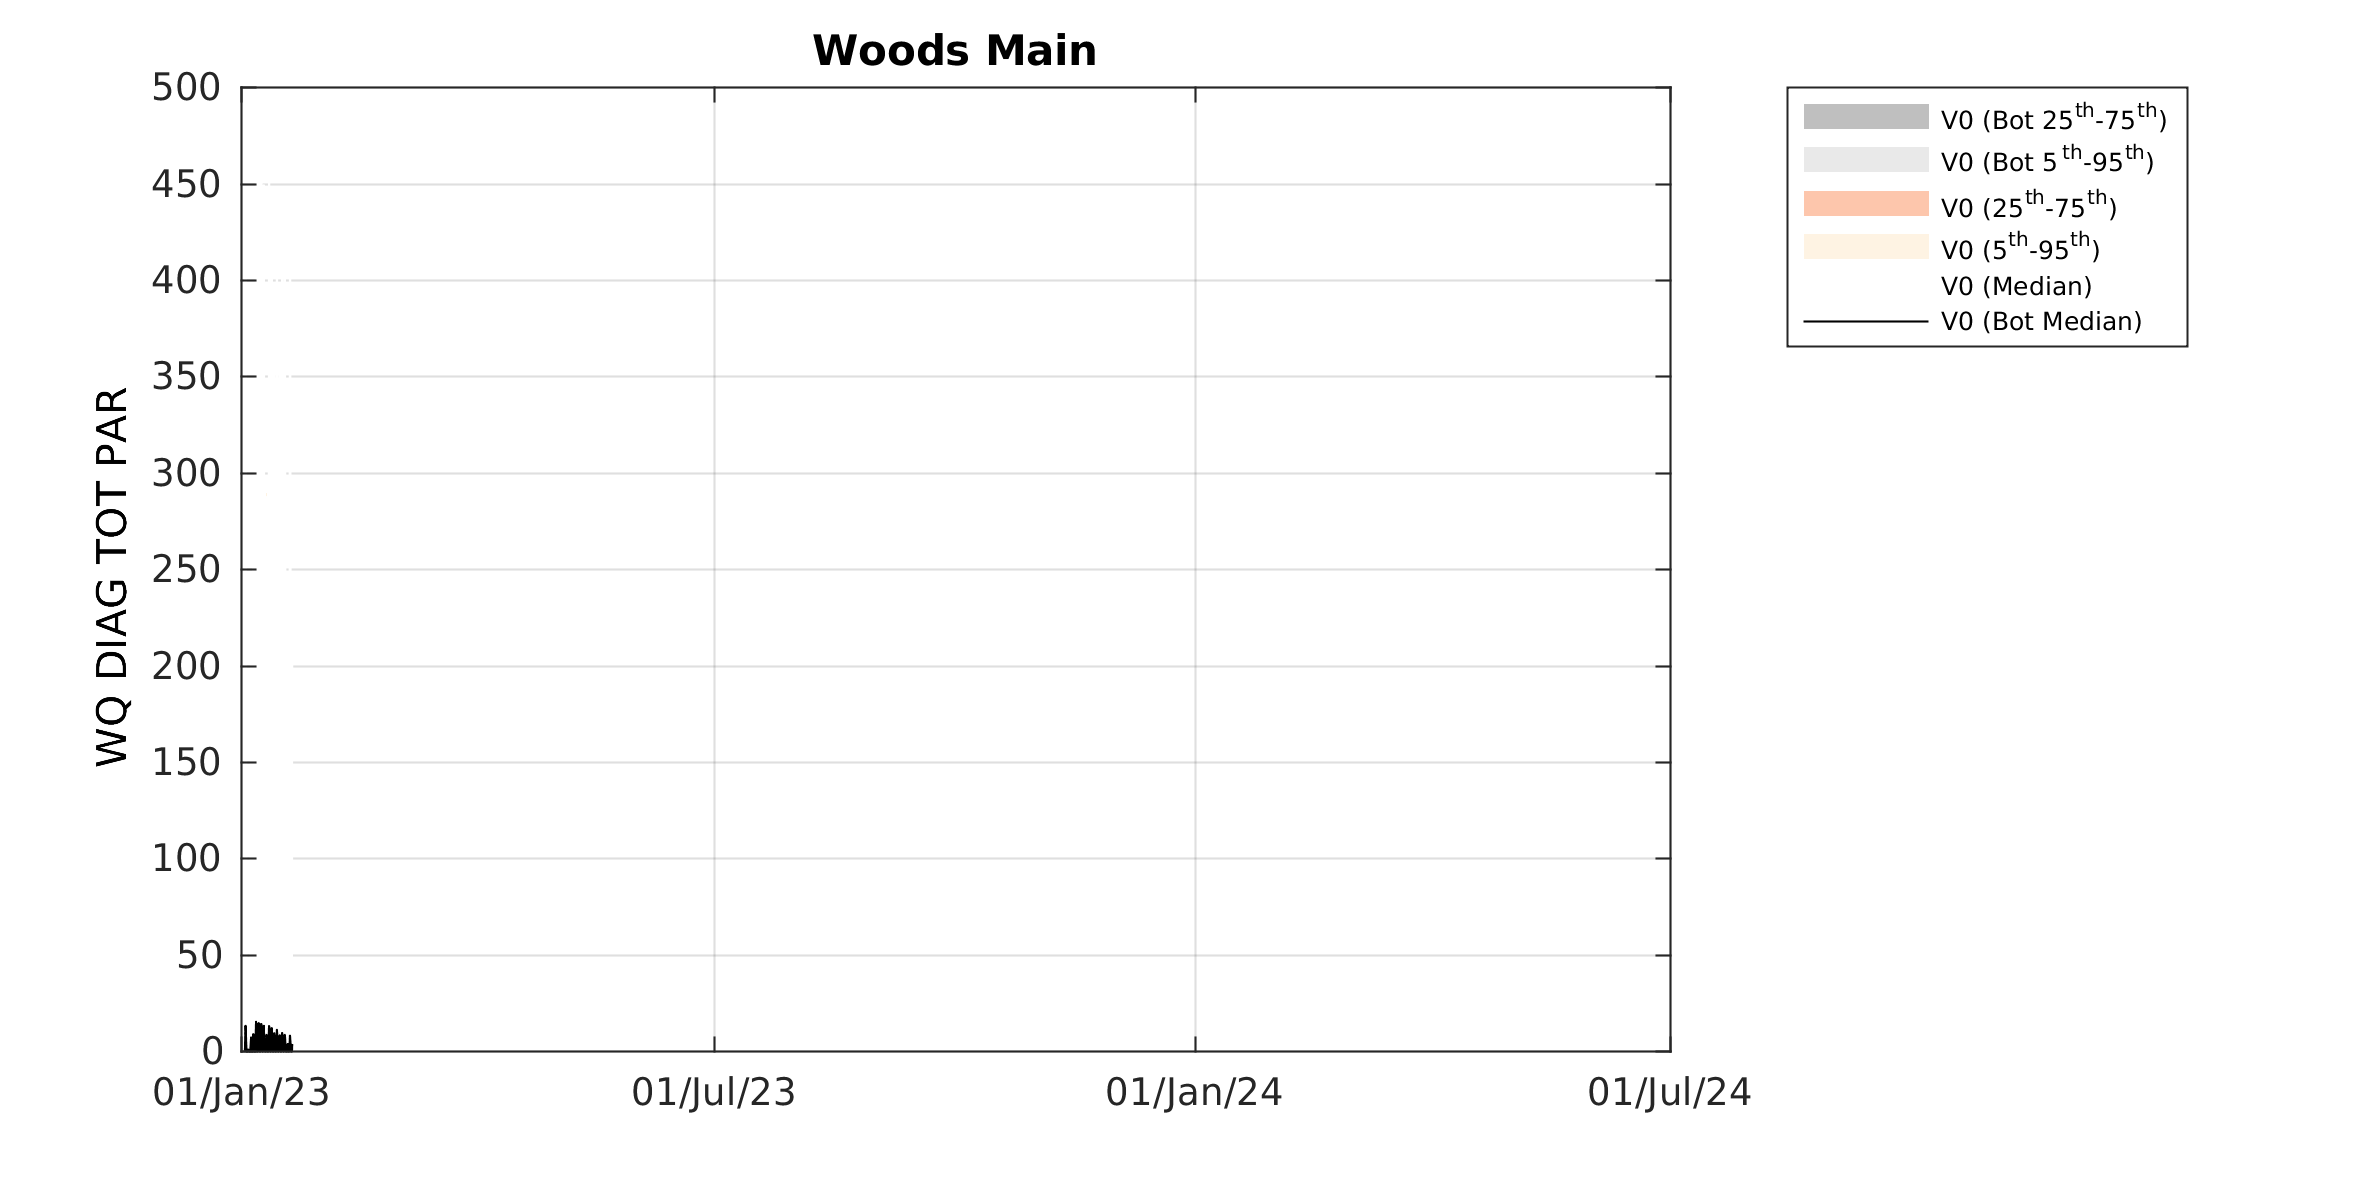 Woods Main
500
450
400
350
300
250
200
150
100
50
0
WQ DIAG TOT PAR
01/Jan/23
01/Jul/23
01/Jan/24
01/Jul/24
V0 (Bot 25th-75th)
V0 (Bot 5th-95th)
V0 (25th-75th)
V0 (5th-95th)
V0 (Median)
V0 (Bot Median)